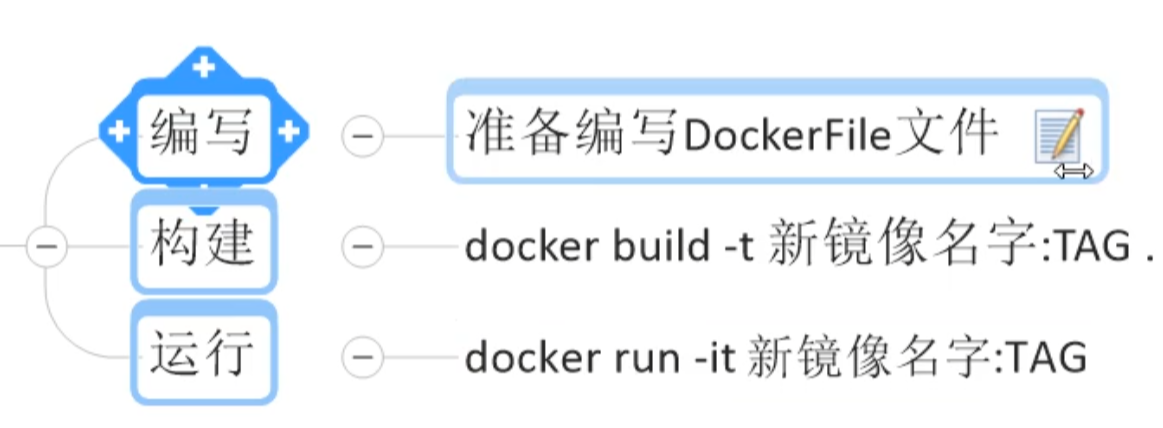 编写
准备编写DockerFile文件
构建
docker build -t 新镜像名字:TAG .
运行
docker run -it 新镜像名字:TAG